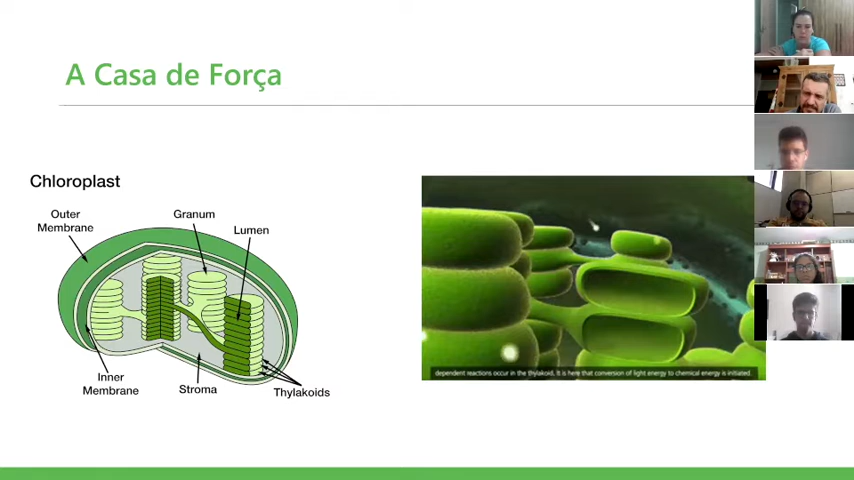 A Casa de Força
Chloroplast
Outer
Membrane
Granum
Lumen
Inner
Membrane
Stroma
Thylakoids
dependent reactions occur in the thylakoid. It is here that conversion of light energy to chemical energy is initiated.